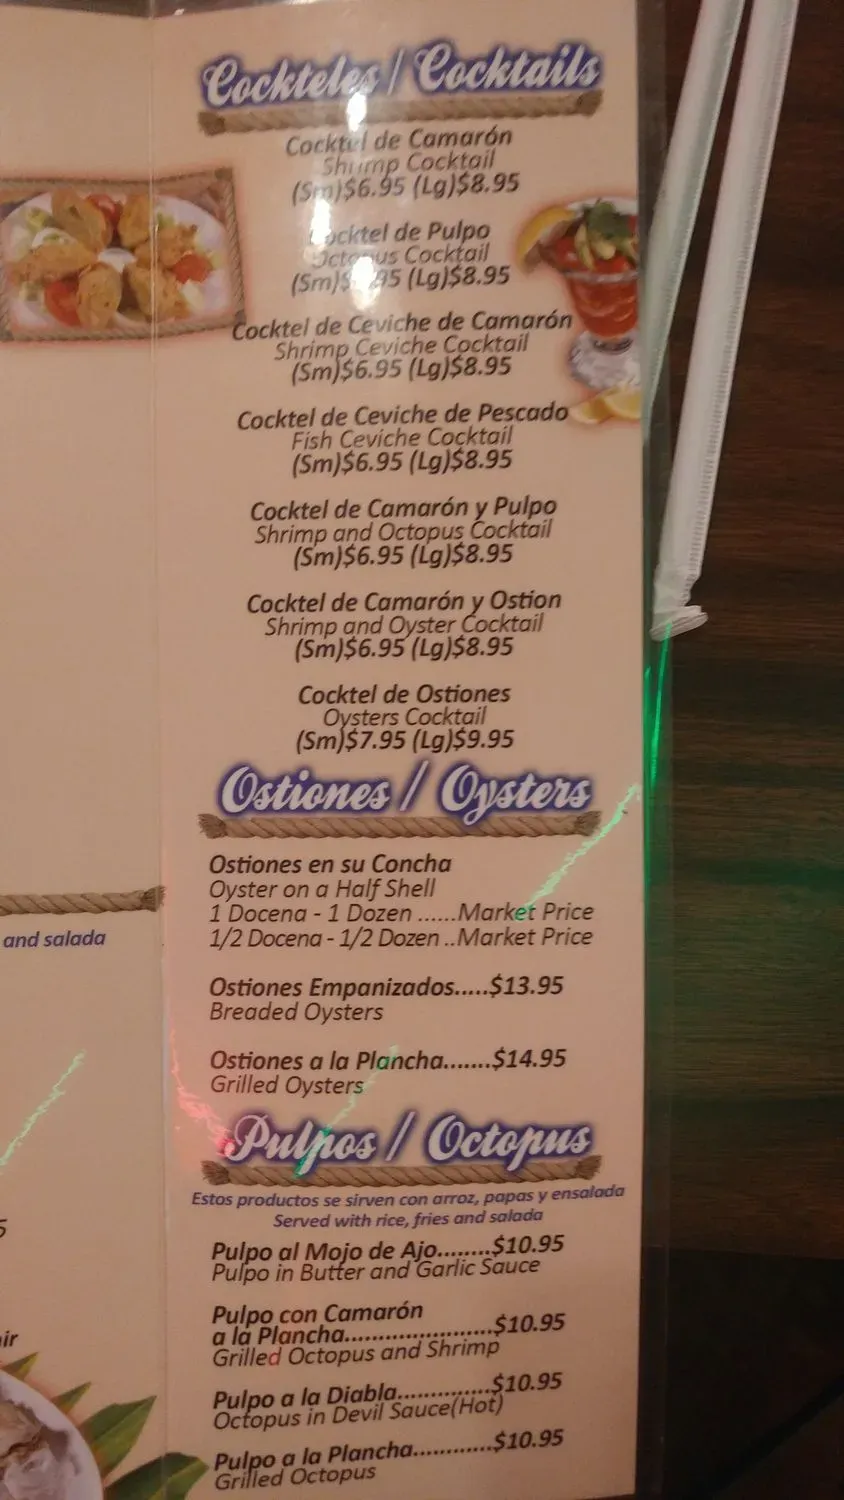 Cockteles / Cocktails
Cocktel de Camarón
Shrimp Cocktail
(Sm)$6.95 (Lg)$8.95
Cocktel de Pulpo
Octopus Cocktail
(Lg)$8.95
Cocktel de Ceviche de Camarón
Shrimp Ceviche Cocktail
(Sm)$6.95 (Lg)$8.95
Cocktel de Ceviche de Pescado
Fish Ceviche Cocktail
(Sm)$6.95 (Lg)$8.95
Cocktel de Camarón y Pulpo
Shrimp and Octopus Cocktail
(Sm)$6.95 (Lg)$8.95
Cocktel de Camarón y Ostion
Shrimp and Oyster Cocktail
(Sm)$6.95 (Lg)$8.95
Cocktel de Ostiones
Oysters Cocktail
(Sm)$7.95 (Lg)$9.95
Ostiones / Oysters
Ostiones en su Concha
Oyster on a Half Shell
1 Docena - 1 Dozen ......Market Price
1/2 Docena - 1/2 Dozen ..Market Price
and salada
Ostiones Empanizados.....$13.95
Breaded Oysters
Ostiones a la Plancha.......$14.95
Grilled Oysters
Pulpos / Octopus
Estos productos se sirven con arroz, papas y ensalada
Served with rice, fries and salada
Pulpo al Mojo de Ajo........$10.95
Pulpo in Butter and Garlic Sauce
Pulpo con Camarón
a la Plancha......................$10.95
Grilled Octopus and Shrimp
Pulpo a la Diabla..............$10.95
Octopus in Devil Sauce(Hot)
Pulpo a la Plancha............$10.95
Grilled Octopus